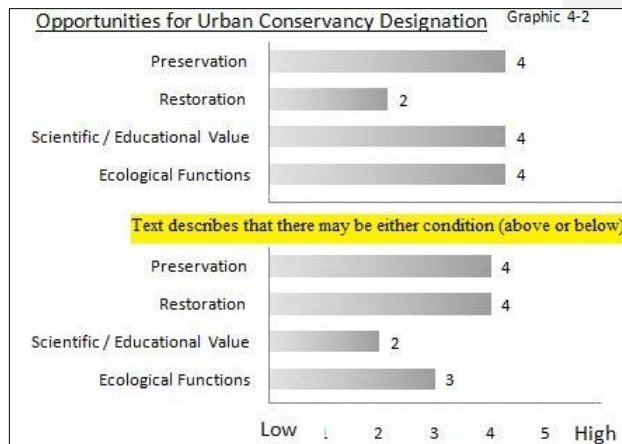 Opportunities for Urban Conservancy Designation Graphic 4-2
Preservation 4
Restoration 2
Scientific / Educational Value 4
Ecological Functions 4
Text describes that there may be either condition (above or below)
Preservation 4
Restoration 4
Scientific / Educational Value 2
Ecological Functions 3
Low 1 2 3 4 5 High